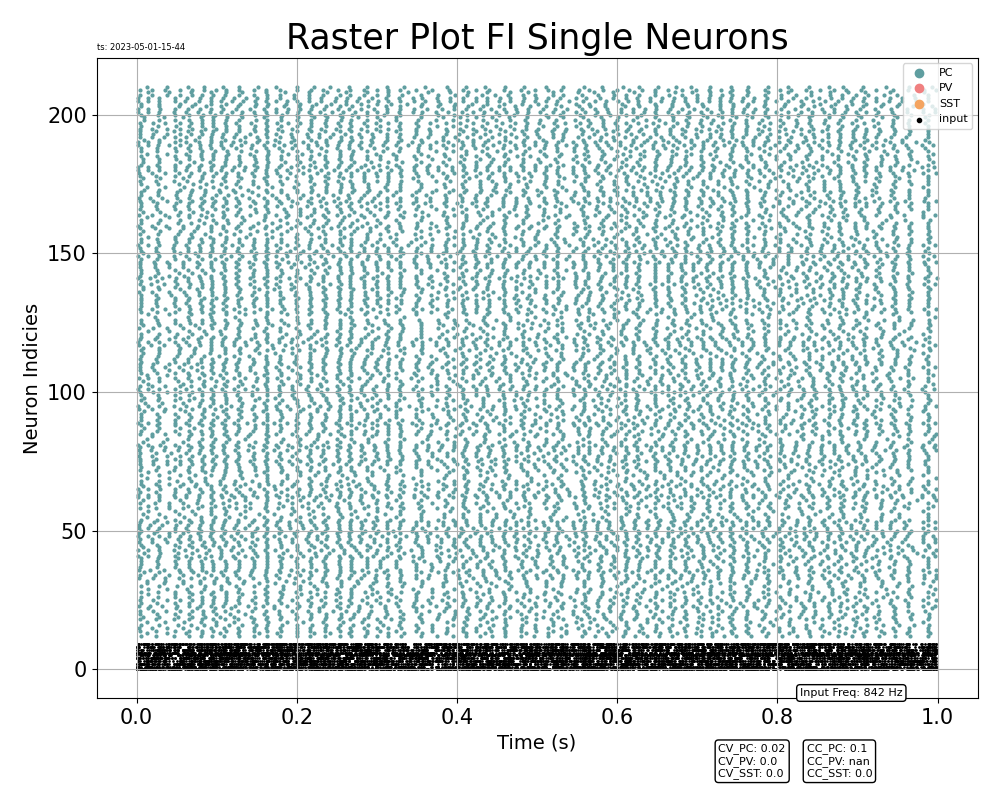 Raster Plot FI Single Neurons
ts: 2023-05-01-15-44
PC
PV
SST
input
200
150
100
50
0
Neuron Indicies
0.0 0.2 0.4 0.6 0.8 1.0
Time (s)
Input Freq: 842 Hz
CV_PC: 0.02
CV_PV: 0.0
CV_SST: 0.0
CC_PC: 0.1
CC_PV: nan
CC_SST: 0.0